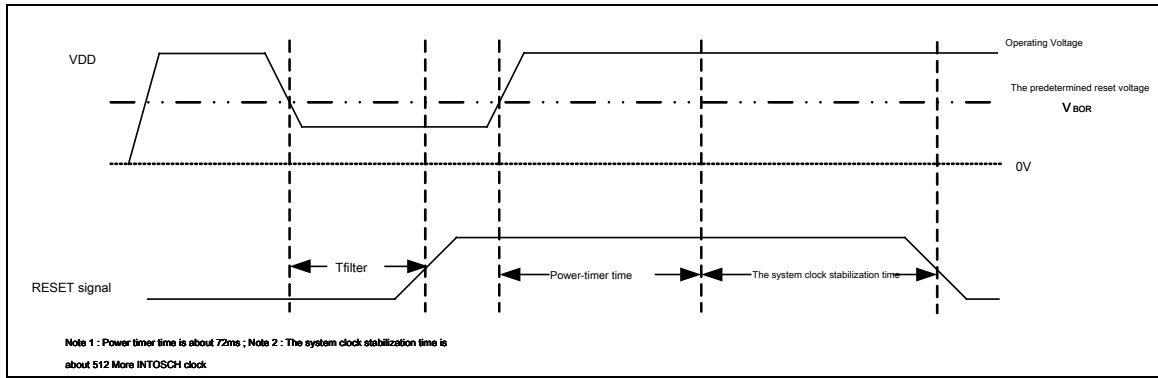 Operating Voltage
VDD
The predetermined reset voltage
VBOR
0V
Tfilter
Power-timer time
The system clock stabilization time
RESET signal
Note 1 : Power timer time is about 72ms ; Note 2 : The system clock stabilization time is
about 512 More INTOSCH clock